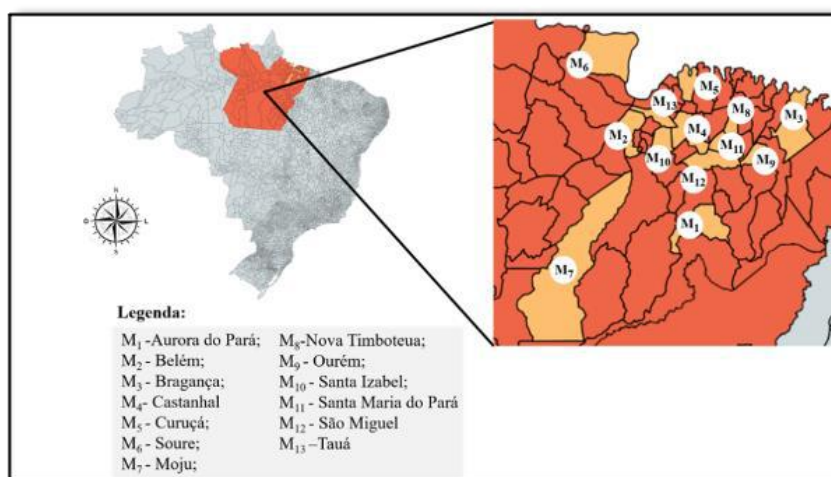 M6
M5
M13
M8
M3
M2
M4
M11
M10
M9
M12
M1
M7
N
O
L
S
Legenda:
M1 -Aurora do Pará;
M2 - Belém;
M3 - Bragança;
M4- Castanhal
M5 - Curuçá;
M6 - Soure;
M7 - Moju;
M8-Nova Timboteua;
M9 - Ourém;
M10 - Santa Izabel;
M11 - Santa Maria do Pará
M12 - São Miguel
M13 –Tauá